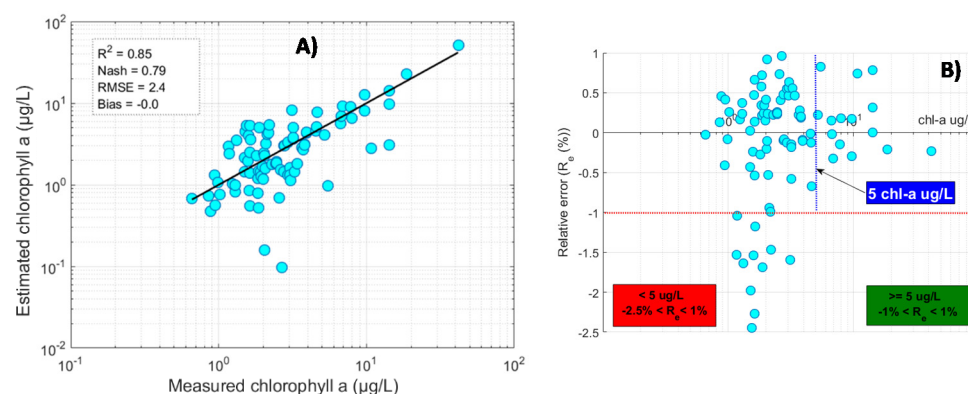 A)
R² = 0.85
Nash = 0.79
RMSE = 2.4
Bias = -0.0
Estimated chlorophyll a (µg/L)
10²
10¹
10⁰
10⁻¹
10⁻²
10⁻¹ 10⁰ 10¹ 10²
Measured chlorophyll a (µg/L)
B)
Relative error (Rₑ (%))
1
0.5
0
-0.5
-1
-1.5
-2
-2.5
10¹
chl-a ug/
5 chl-a ug/L
< 5 ug/L
-2.5% < Rₑ < 1%
>= 5 ug/L
-1% < Rₑ < 1%